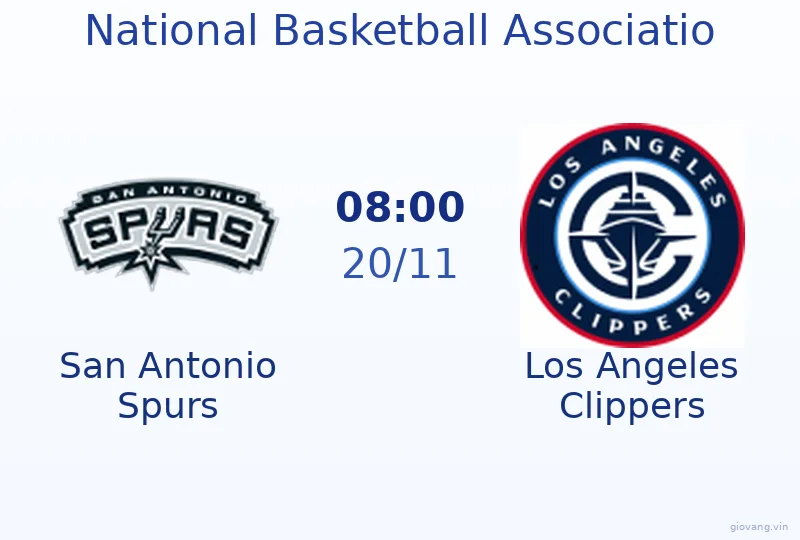 National Basketball Associatio
SAN ANTONIO
SPURS
08:00
20/11
LOS ANGELES
CLIPPERS
San Antonio
Spurs
Los Angeles
Clippers
giovang.vin